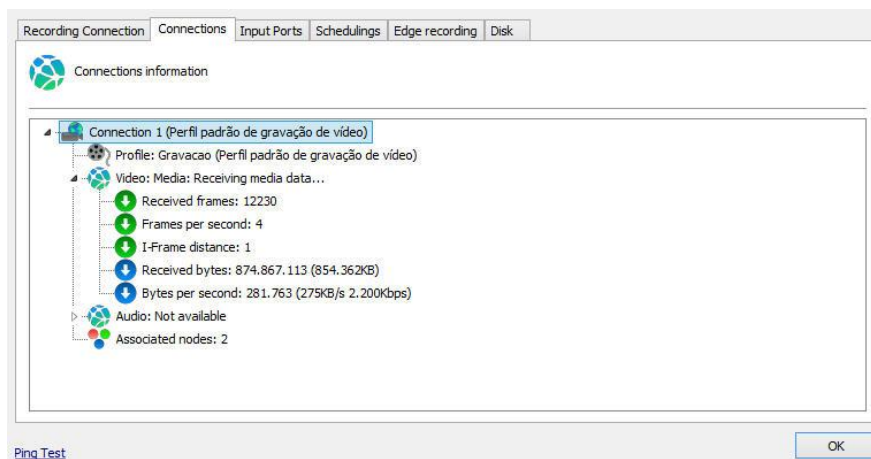 Recording Connection Connections Input Ports Schedulings Edge recording Disk
Connections information
Connection 1 (Perfil padrão de gravação de vídeo)
Profile: Gravacao (Perfil padrão de gravação de vídeo)
Video: Media: Receiving media data...
Received frames: 12230
Frames per second: 4
I-Frame distance: 1
Received bytes: 874.867.113 (854.362KB)
Bytes per second: 281.763 (275KB/s 2.200Kbps)
Audio: Not available
Associated nodes: 2
Ping Test
OK